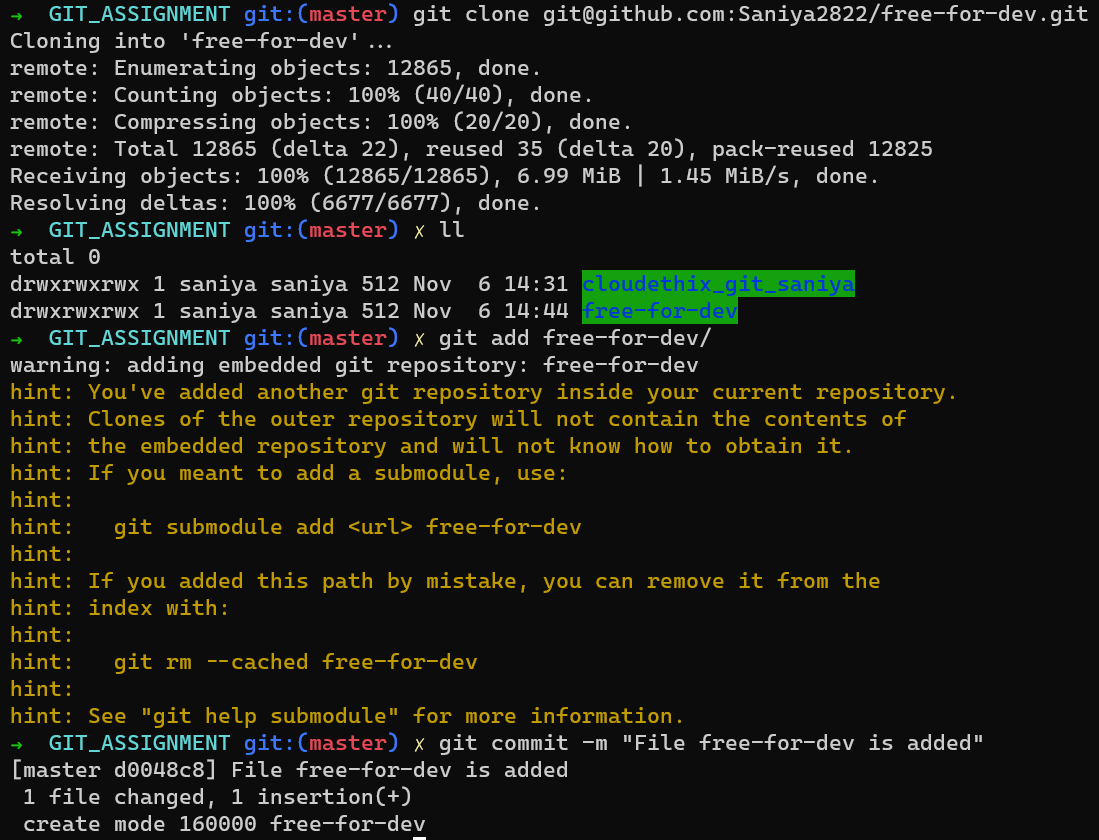 →  GIT_ASSIGNMENT git:(master) git clone git@github.com:Saniya2822/free-for-dev.git
Cloning into 'free-for-dev'...
remote: Enumerating objects: 12865, done.
remote: Counting objects: 100% (40/40), done.
remote: Compressing objects: 100% (20/20), done.
remote: Total 12865 (delta 22), reused 35 (delta 20), pack-reused 12825
Receiving objects: 100% (12865/12865), 6.99 MiB | 1.45 MiB/s, done.
Resolving deltas: 100% (6677/6677), done.
→  GIT_ASSIGNMENT git:(master) ✗ ll
total 0
drwxrwxrwx 1 saniya saniya 512 Nov  6 14:31 cloudethix_git_saniya
drwxrwxrwx 1 saniya saniya 512 Nov  6 14:44 free-for-dev
→  GIT_ASSIGNMENT git:(master) ✗ git add free-for-dev/
warning: adding embedded git repository: free-for-dev
hint: You've added another git repository inside your current repository.
hint: Clones of the outer repository will not contain the contents of
hint: the embedded repository and will not know how to obtain it.
hint: If you meant to add a submodule, use:
hint:
hint:   git submodule add <url> free-for-dev
hint:
hint: If you added this path by mistake, you can remove it from the
hint: index with:
hint:
hint:   git rm --cached free-for-dev
hint:
hint: See "git help submodule" for more information.
→  GIT_ASSIGNMENT git:(master) ✗ git commit -m "File free-for-dev is added"
[master d0048c8] File free-for-dev is added
 1 file changed, 1 insertion(+)
 create mode 160000 free-for-dev